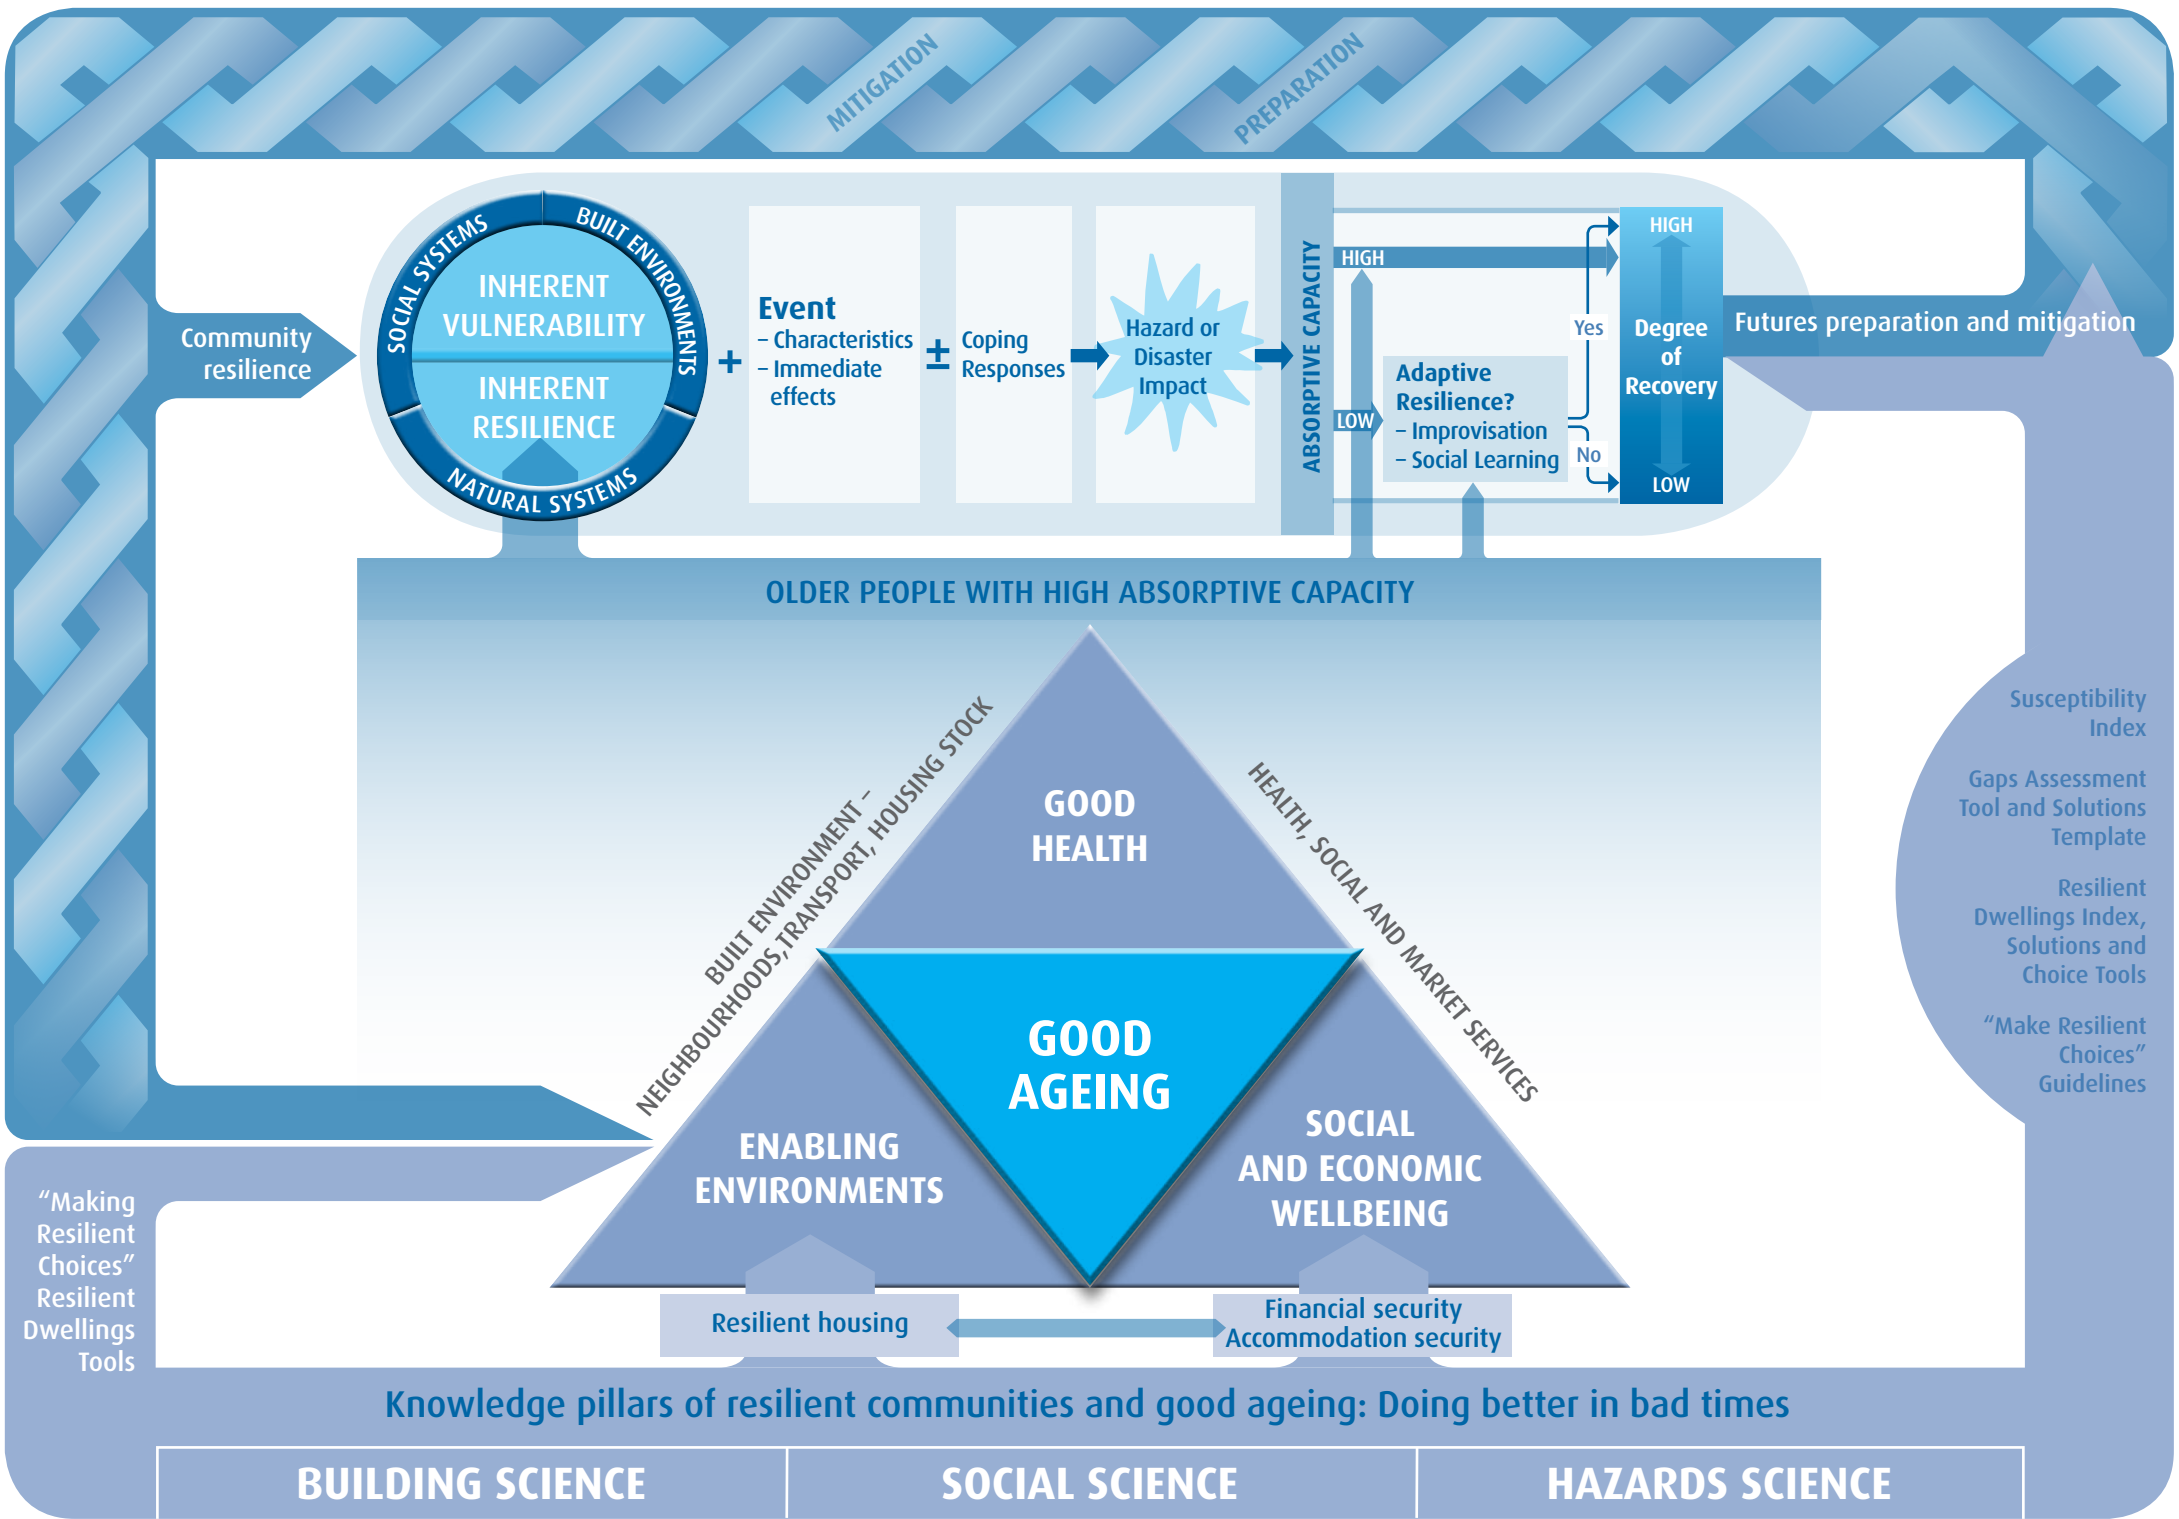 MITIGATION
PREPARATION
Community
resilience
SOCIAL SYSTEMS
BUILT ENVIRONMENTS
NATURAL SYSTEMS
INHERENT
VULNERABILITY
INHERENT
RESILIENCE
+
Event
– Characteristics
– Immediate
effects
±
Coping
Responses
Hazard or
Disaster
Impact
ABSORPTIVE CAPACITY
HIGH
LOW
Adaptive
Resilience?
– Improvisation
– Social Learning
Yes
No
HIGH
Degree
of
Recovery
LOW
Futures preparation and mitigation
OLDER PEOPLE WITH HIGH ABSORPTIVE CAPACITY
BUILT ENVIRONMENT –
NEIGHBOURHOODS,TRANSPORT, HOUSING STOCK
HEALTH, SOCIAL AND MARKET SERVICES
GOOD
HEALTH
GOOD
AGEING
ENABLING
ENVIRONMENTS
SOCIAL
AND ECONOMIC
WELLBEING
Susceptibility
Index
Gaps Assessment
Tool and Solutions
Template
Resilient
Dwellings Index,
Solutions and
Choice Tools
“Make Resilient
Choices”
Guidelines
“Making
Resilient
Choices”
Resilient
Dwellings
Tools
Resilient housing
Financial security
Accommodation security
Knowledge pillars of resilient communities and good ageing: Doing better in bad times
BUILDING SCIENCE
SOCIAL SCIENCE
HAZARDS SCIENCE